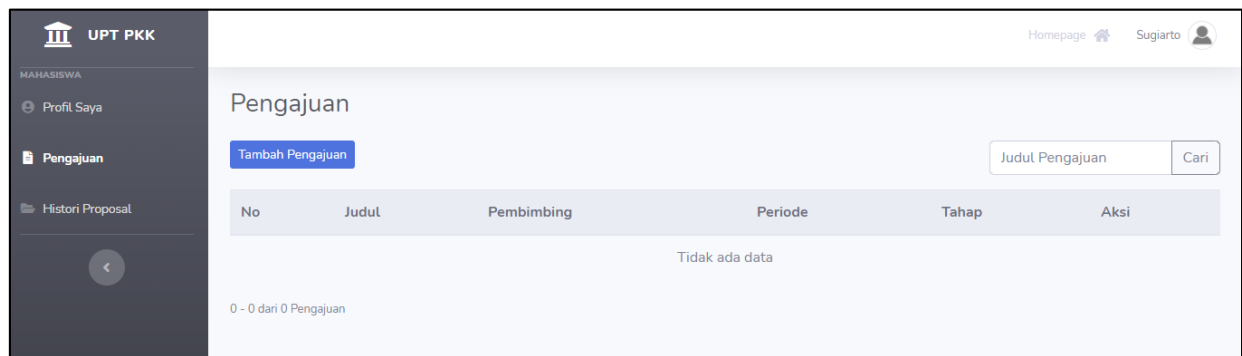 UPT PKK
Homepage
Sugiarto
MAHASISWA
Profil Saya
Pengajuan
Histori Proposal
Pengajuan
Tambah Pengajuan
Judul Pengajuan
Cari
No Judul Pembimbing Periode Tahap Aksi
Tidak ada data
0 - 0 dari 0 Pengajuan